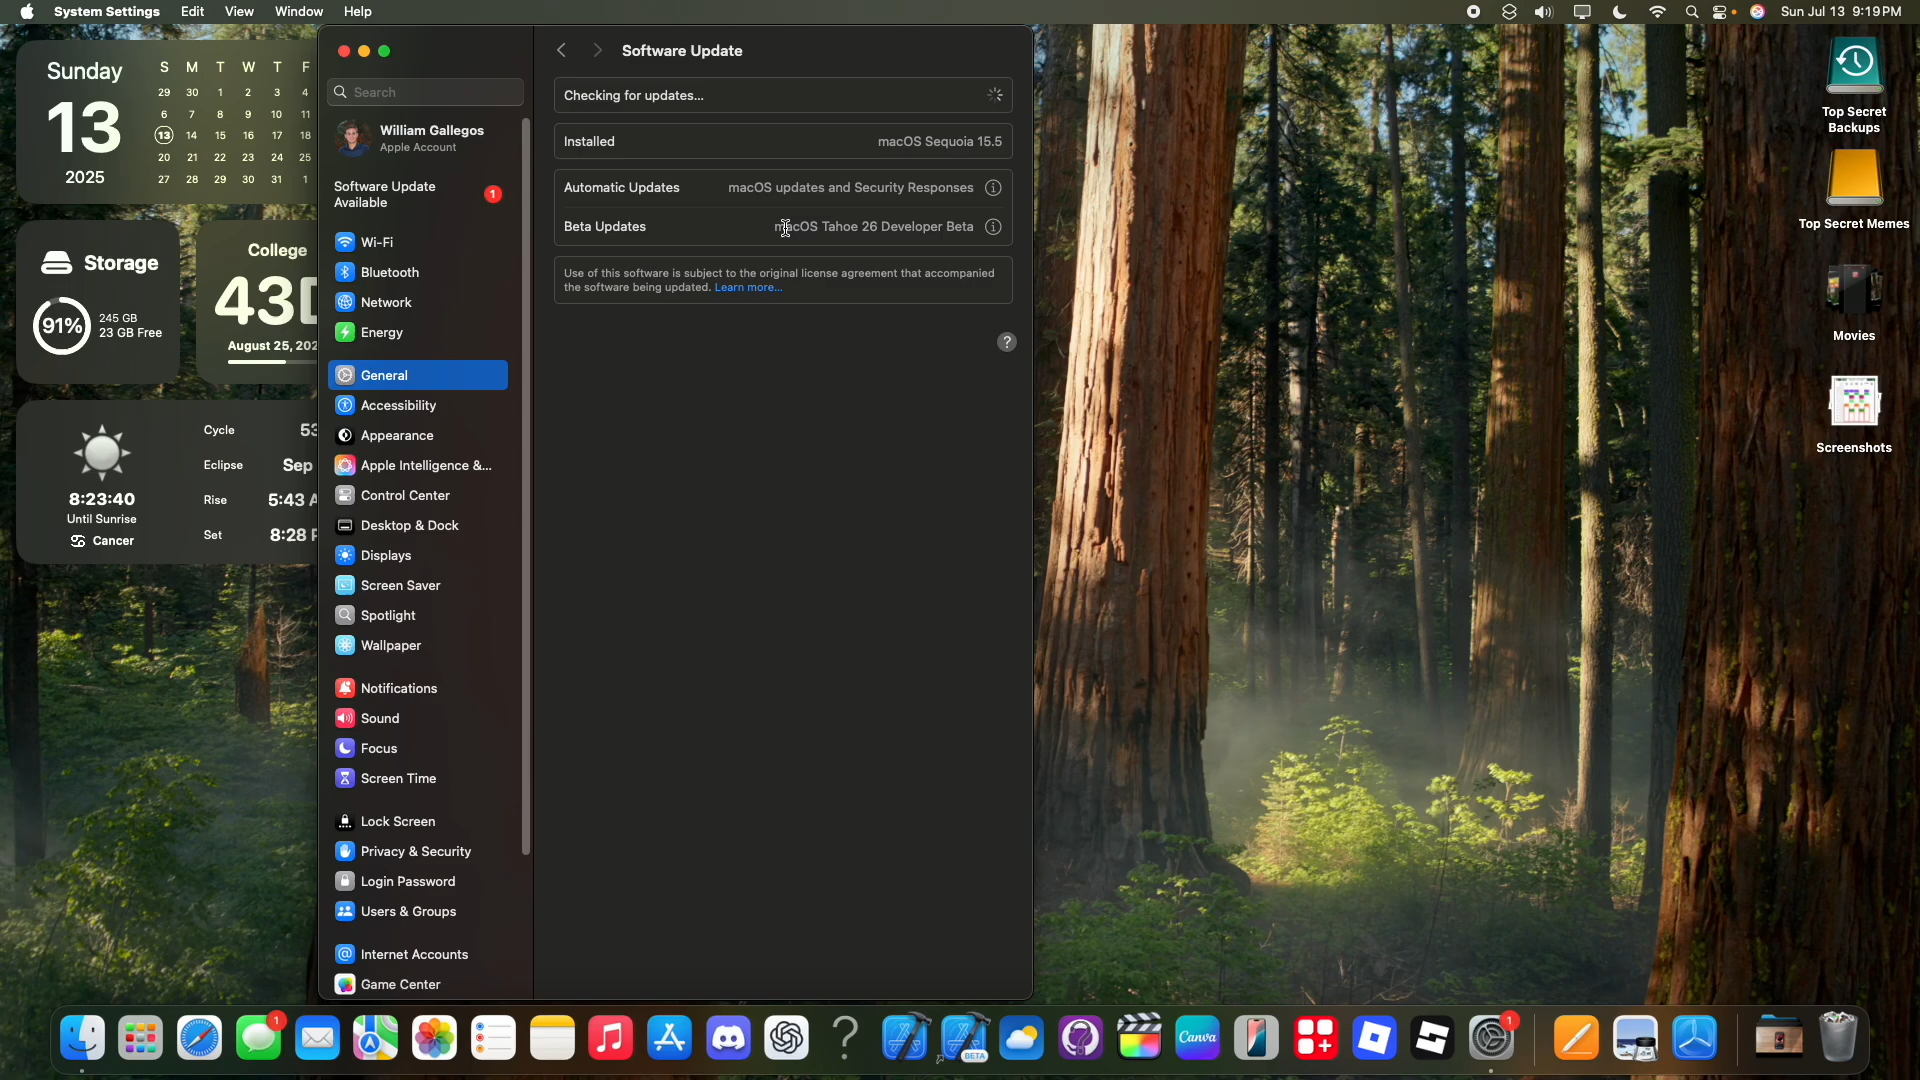 System Settings Edit View Window Help
Sun Jul 13 9:19 PM
Sunday
13
2025
S M T W T F
29 30 1 2 3 4
6 7 8 9 10 11
13 14 15 16 17 18
20 21 22 23 24 25
27 28 29 30 31 1
Storage
91%
245 GB
23 GB Free
College
43
August 25, 202
8:23:40
Until Sunrise
Cancer
Cycle 53
Eclipse Sep
Rise 5:43 A
Set 8:28 P
Search
William Gallegos
Apple Account
Software Update
Available
1
Wi-Fi
Bluetooth
Network
Energy
General
Accessibility
Appearance
Apple Intelligence &...
Control Center
Desktop & Dock
Displays
Screen Saver
Spotlight
Wallpaper
Notifications
Sound
Focus
Screen Time
Lock Screen
Privacy & Security
Login Password
Users & Groups
Internet Accounts
Game Center
Software Update
Checking for updates...
Installed macOS Sequoia 15.5
Automatic Updates macOS updates and Security Responses
Beta Updates macOS Tahoe 26 Developer Beta
Use of this software is subject to the original license agreement that accompanied
the software being updated. Learn more...
?
Top Secret
Backups
Top Secret Memes
Movies
Screenshots
1
?
BETA
Canva
1